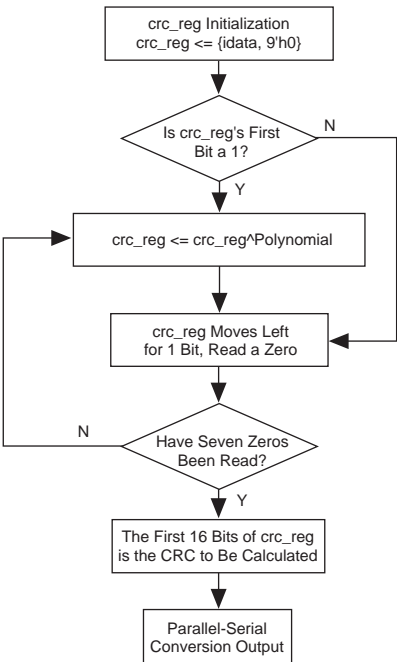 crc_reg Initialization
crc_reg <= {idata, 9'h0}
Is crc_reg's First
Bit a 1?
N
Y
crc_reg <= crc_reg^Polynomial
crc_reg Moves Left
for 1 Bit, Read a Zero
N
Have Seven Zeros
Been Read?
Y
The First 16 Bits of crc_reg
is the CRC to Be Calculated
Parallel-Serial
Conversion Output